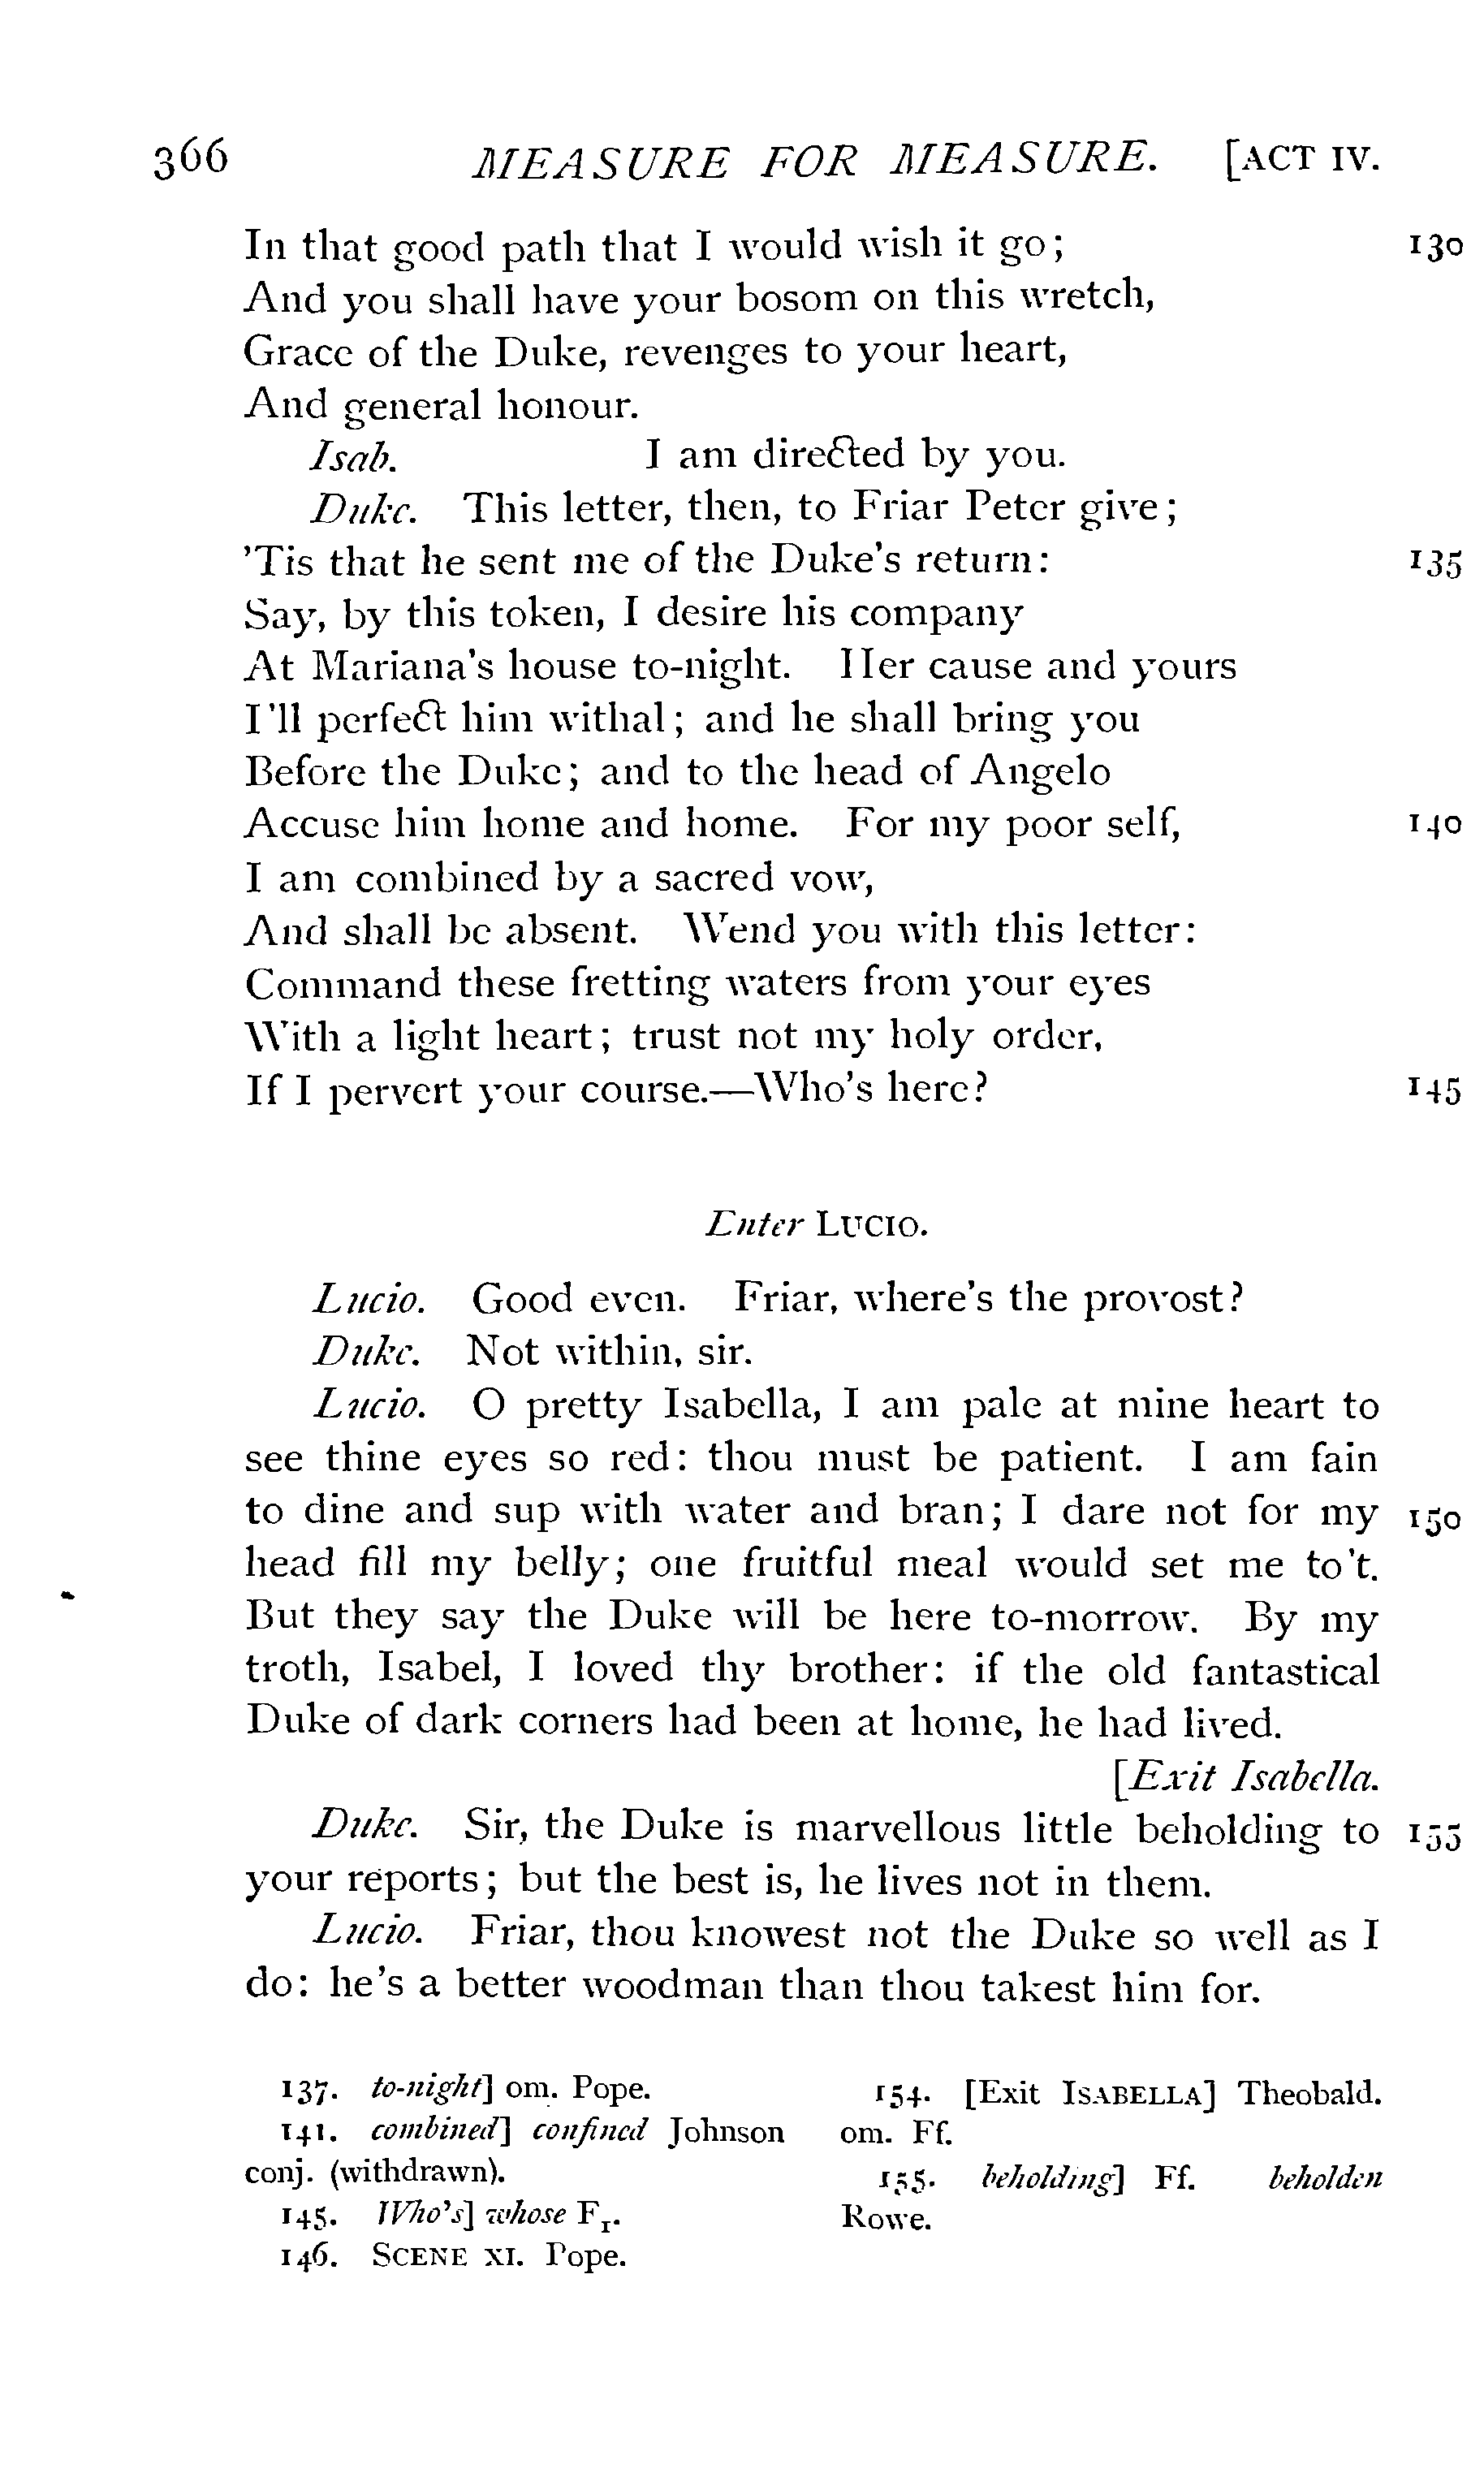 366 MEASURE FOR MEASURE. [ACT IV.
In that good path that I would wish it go; 130
And you shall have your bosom on this wretch,
Grace of the Duke, revenges to your heart,
And general honour.
Isab. I am directed by you.
Duke. This letter, then, to Friar Peter give;
'Tis that he sent me of the Duke's return: 135
Say, by this token, I desire his company
At Mariana's house to-night. Her cause and yours
I'll perfect him withal; and he shall bring you
Before the Duke; and to the head of Angelo
Accuse him home and home. For my poor self, 140
I am combined by a sacred vow,
And shall be absent. Wend you with this letter:
Command these fretting waters from your eyes
With a light heart; trust not my holy order,
If I pervert your course.—Who's here? 145
Enter LUCIO.
Lucio. Good even. Friar, where's the provost?
Duke. Not within, sir.
Lucio. O pretty Isabella, I am pale at mine heart to
see thine eyes so red: thou must be patient. I am fain
to dine and sup with water and bran; I dare not for my 150
head fill my belly; one fruitful meal would set me to't.
But they say the Duke will be here to-morrow. By my
troth, Isabel, I loved thy brother: if the old fantastical
Duke of dark corners had been at home, he had lived.
[Exit Isabella.
Duke. Sir, the Duke is marvellous little beholding to 155
your reports; but the best is, he lives not in them.
Lucio. Friar, thou knowest not the Duke so well as I
do: he's a better woodman than thou takest him for.
137. to-night] om. Pope.
141. combined] confined Johnson
conj. (withdrawn).
145. Who's] whose F1.
146. SCENE XI. Pope.
154. [Exit ISABELLA] Theobald.
om. Ff.
155. beholding] Ff. beholden
Rowe.